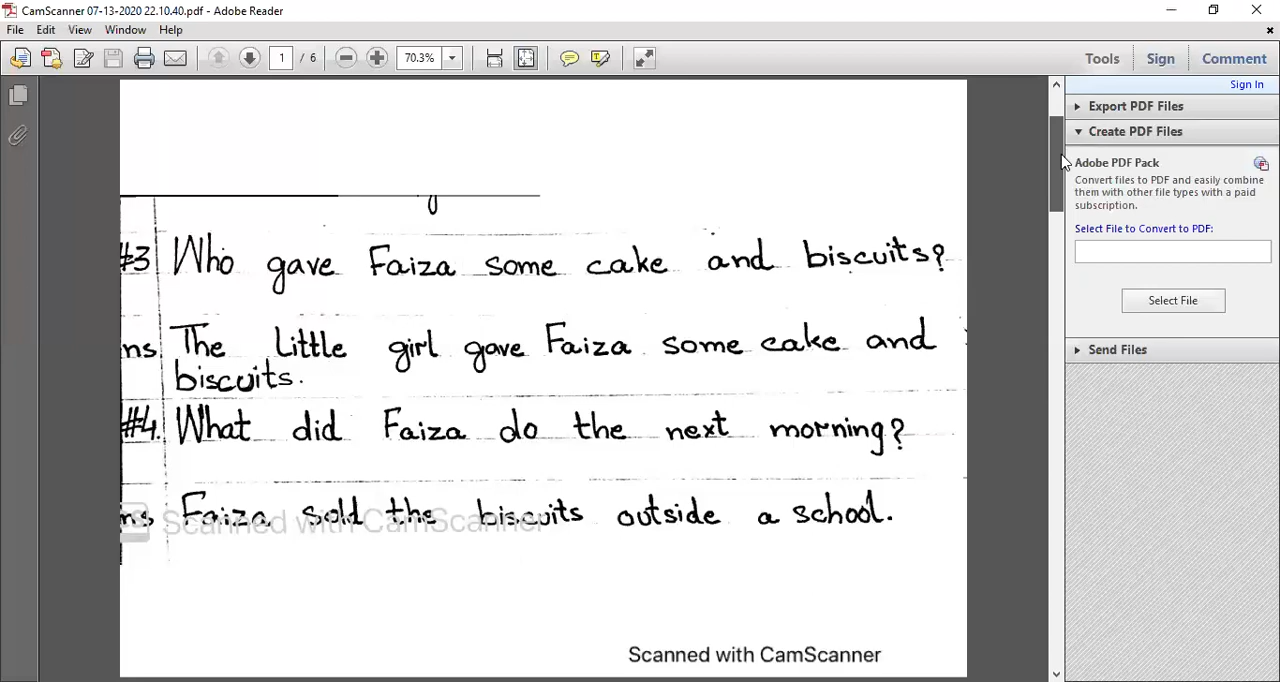 CamScanner 07-13-2020 22.10.40.pdf - Adobe Reader
File Edit View Window Help
1 / 6 70.3% Tools Sign Comment
Sign In
Export PDF Files
Create PDF Files
Adobe PDF Pack
Convert files to PDF and easily combine
them with other file types with a paid
subscription.
Select File to Convert to PDF:
Select File
Send Files
#3 Who gave Faiza some cake and biscuits?
ns The little girl gave Faiza some cake and
biscuits.
#4. What did Faiza do the next morning?
ns. Faiza sold the biscuits outside a school.
Scanned with CamScanner
Scanned with CamScanner